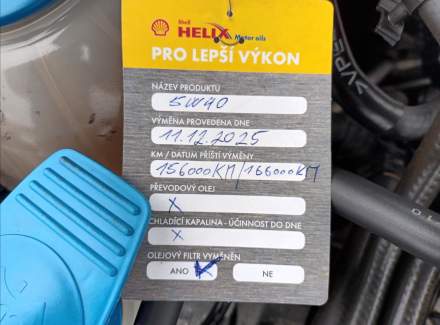 Shell
HELIX
Motor oils
PRO LEPŠÍ VÝKON
NÁZEV PRODUKTU
5W40
VÝMĚNA PROVEDENA DNE
11.12.2025
KM / DATUM PŘÍŠTÍ VÝMĚNY
156000KM/166000KM
PŘEVODOVÝ OLEJ
X
CHLADÍCÍ KAPALINA - ÚČINNOST DO DNE
X
OLEJOVÝ FILTR VYMĚNĚN
ANO X NE